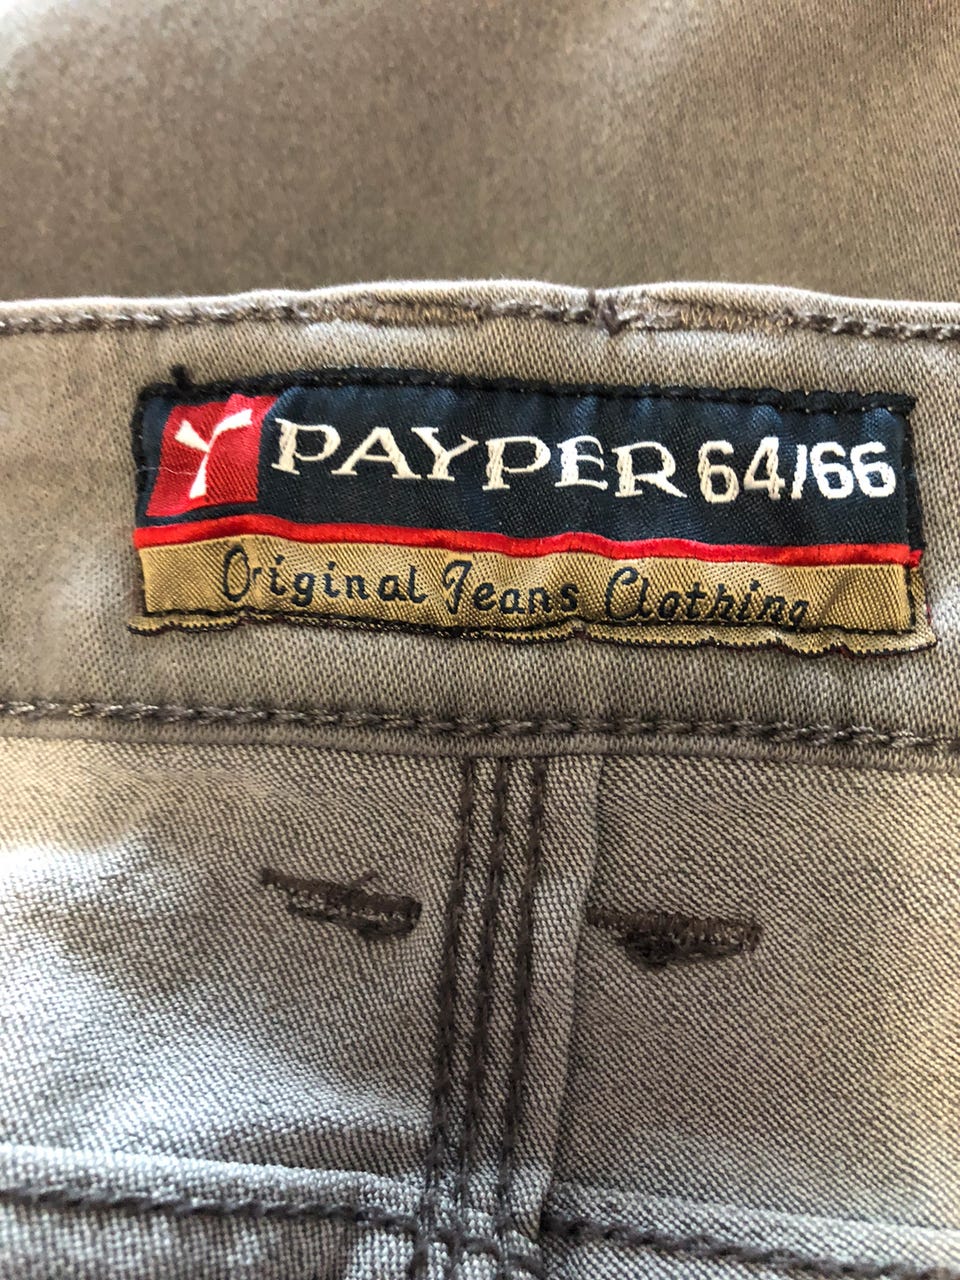 PAYPER 64/66
Original Jeans Clothing